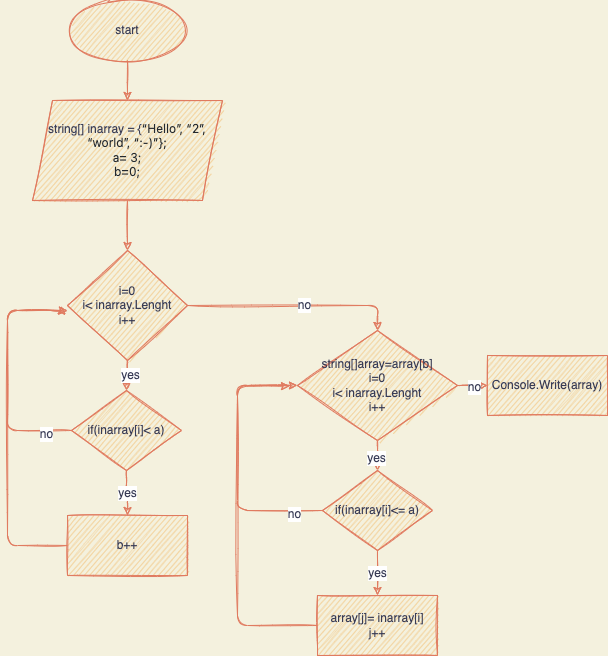 start
string[] inarray = {“Hello”, “2”,
“world”, “:-)”};
a= 3;
b=0;
i=0
i< inarray.Lenght
i++
no
yes
if(inarray[i]< a)
no
yes
b++
string[]array=array[b]
i=0
i< inarray.Lenght
i++
no
Console.Write(array)
yes
if(inarray[i]<= a)
no
yes
array[j]= inarray[i]
j++